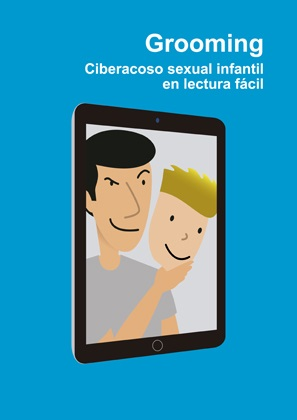 Grooming
Ciberacoso sexual infantil
en lectura fácil